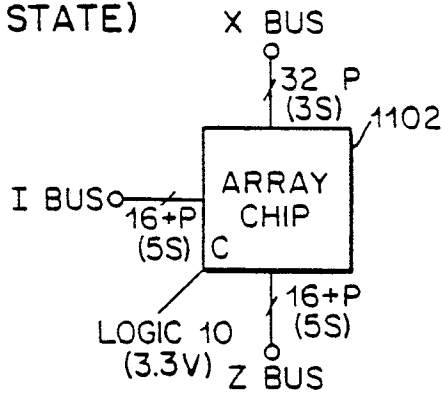 STATE)
X BUS
32 P
(3S)
1102
ARRAY
CHIP
I BUS
16+P
(5S)
C
16+P
(5S)
LOGIC 10
(3.3V)
Z BUS